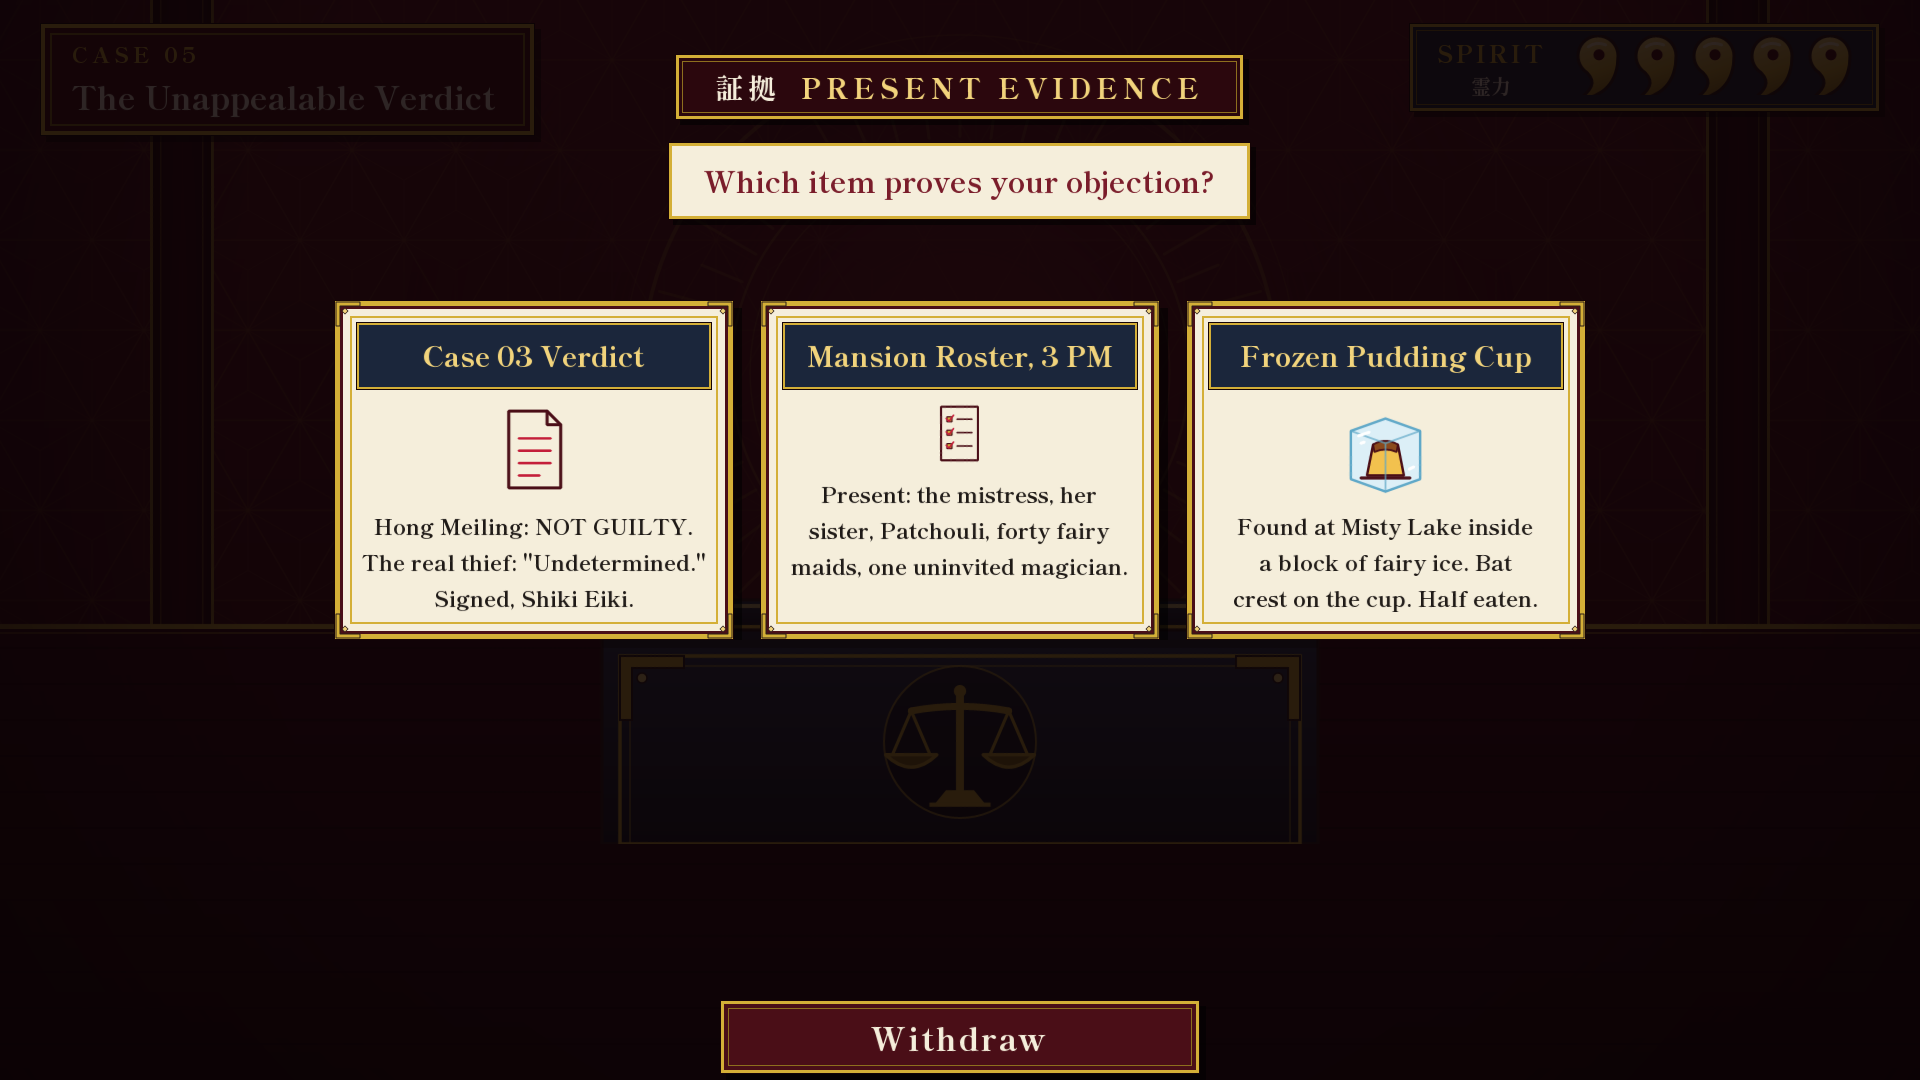 CASE 05
The Unappealable Verdict
証拠 PRESENT EVIDENCE
SPIRIT
霊力
Which item proves your objection?
Case 03 Verdict
Hong Meiling: NOT GUILTY.
The real thief: "Undetermined."
Signed, Shiki Eiki.
Mansion Roster, 3 PM
Present: the mistress, her
sister, Patchouli, forty fairy
maids, one uninvited magician.
Frozen Pudding Cup
Found at Misty Lake inside
a block of fairy ice. Bat
crest on the cup. Half eaten.
Withdraw